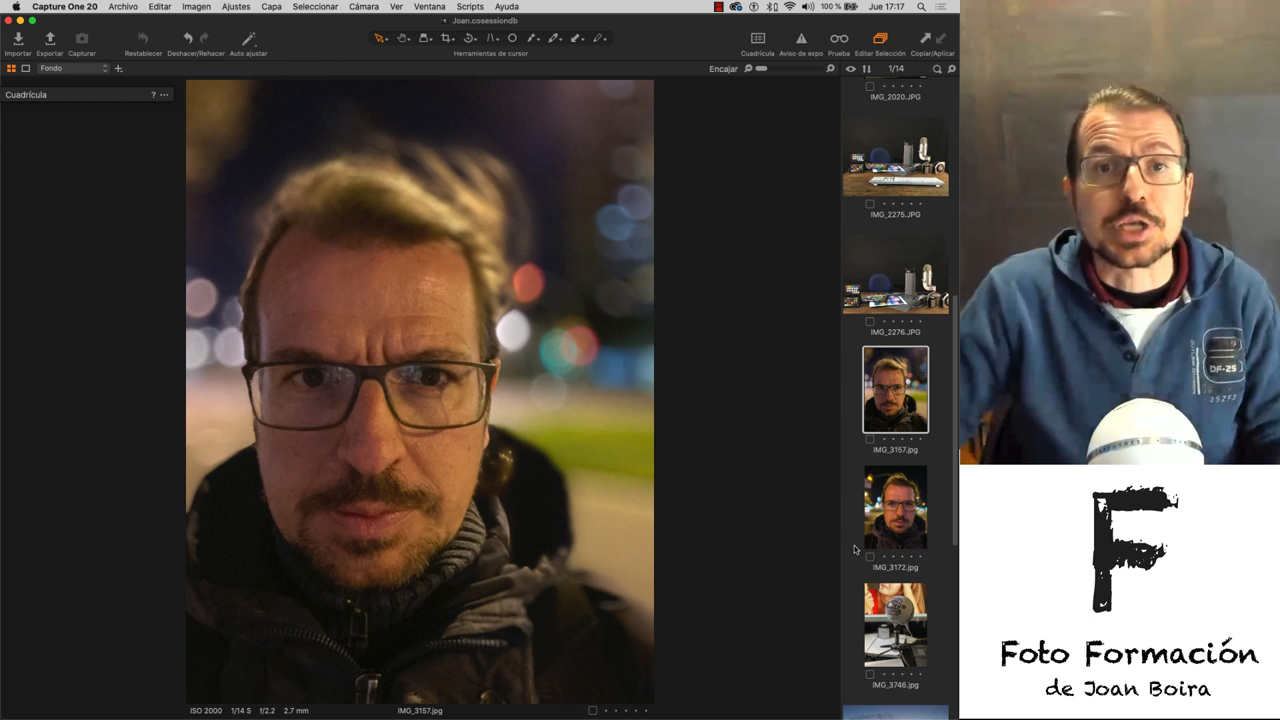 Capture One 20 Archivo Editar Imagen Ajustes Capa Seleccionar Cámara Ver Ventana Scripts Ayuda 100 % Jue 17:17
Joan.cosessiondb
Importar Exportar Capturar Restablecer Deshacer/Rehacer Auto ajustar Herramientas de cursor Cuadrícula Aviso de expo Prueba Editar Selección Copiar/Aplicar
Fondo Encajar 1/14
Cuadrícula ?
IMG_2020.JPG
IMG_2275.JPG
IMG_2276.JPG
IMG_3157.jpg
IMG_3172.jpg
IMG_3746.jpg
ISO 2000 1/14 S f/2.2 2.7 mm IMG_3157.jpg
DF-25
F
Foto Formación
de Joan Boira